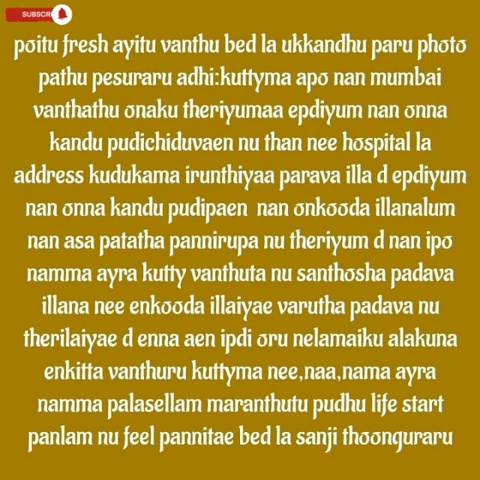 SUBSCR
poitu fresh ayitu vanthu bed la ukkandhu paru photo
pathu pesuraru adhi:kuttyma apo nan mumbai
vanthathu onaku theriyumaa epdiyum nan onna
kandu pudichiduvaen nu than nee hospital la
address kudukama irunthiyaa parava illa d epdiyum
nan onna kandu pudipaen nan onkooda illanalum
nan asa patatha pannirupa nu theriyum d nan ipo
namma ayra kutty vanthuta nu santhosha padava
illana nee enkooda illaiyae varutha padava nu
therilaiyae d enna aen ipdi oru nelamaiku alakuna
enkitta vanthuru kuttyma nee,naa,nama ayra
namma palasellam maranthutu pudhu life start
panlam nu feel pannitae bed la sanji thoonguraru